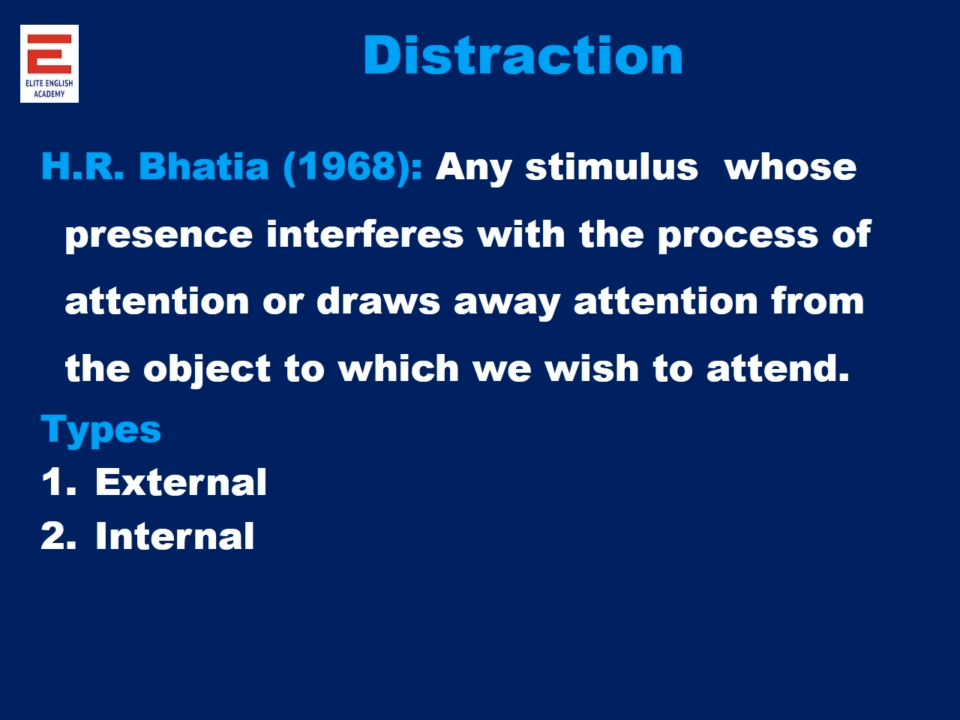 E
ELITE ENGLISH
ACADEMY
Distraction
H.R. Bhatia (1968): Any stimulus whose
presence interferes with the process of
attention or draws away attention from
the object to which we wish to attend.
Types
1. External
2. Internal